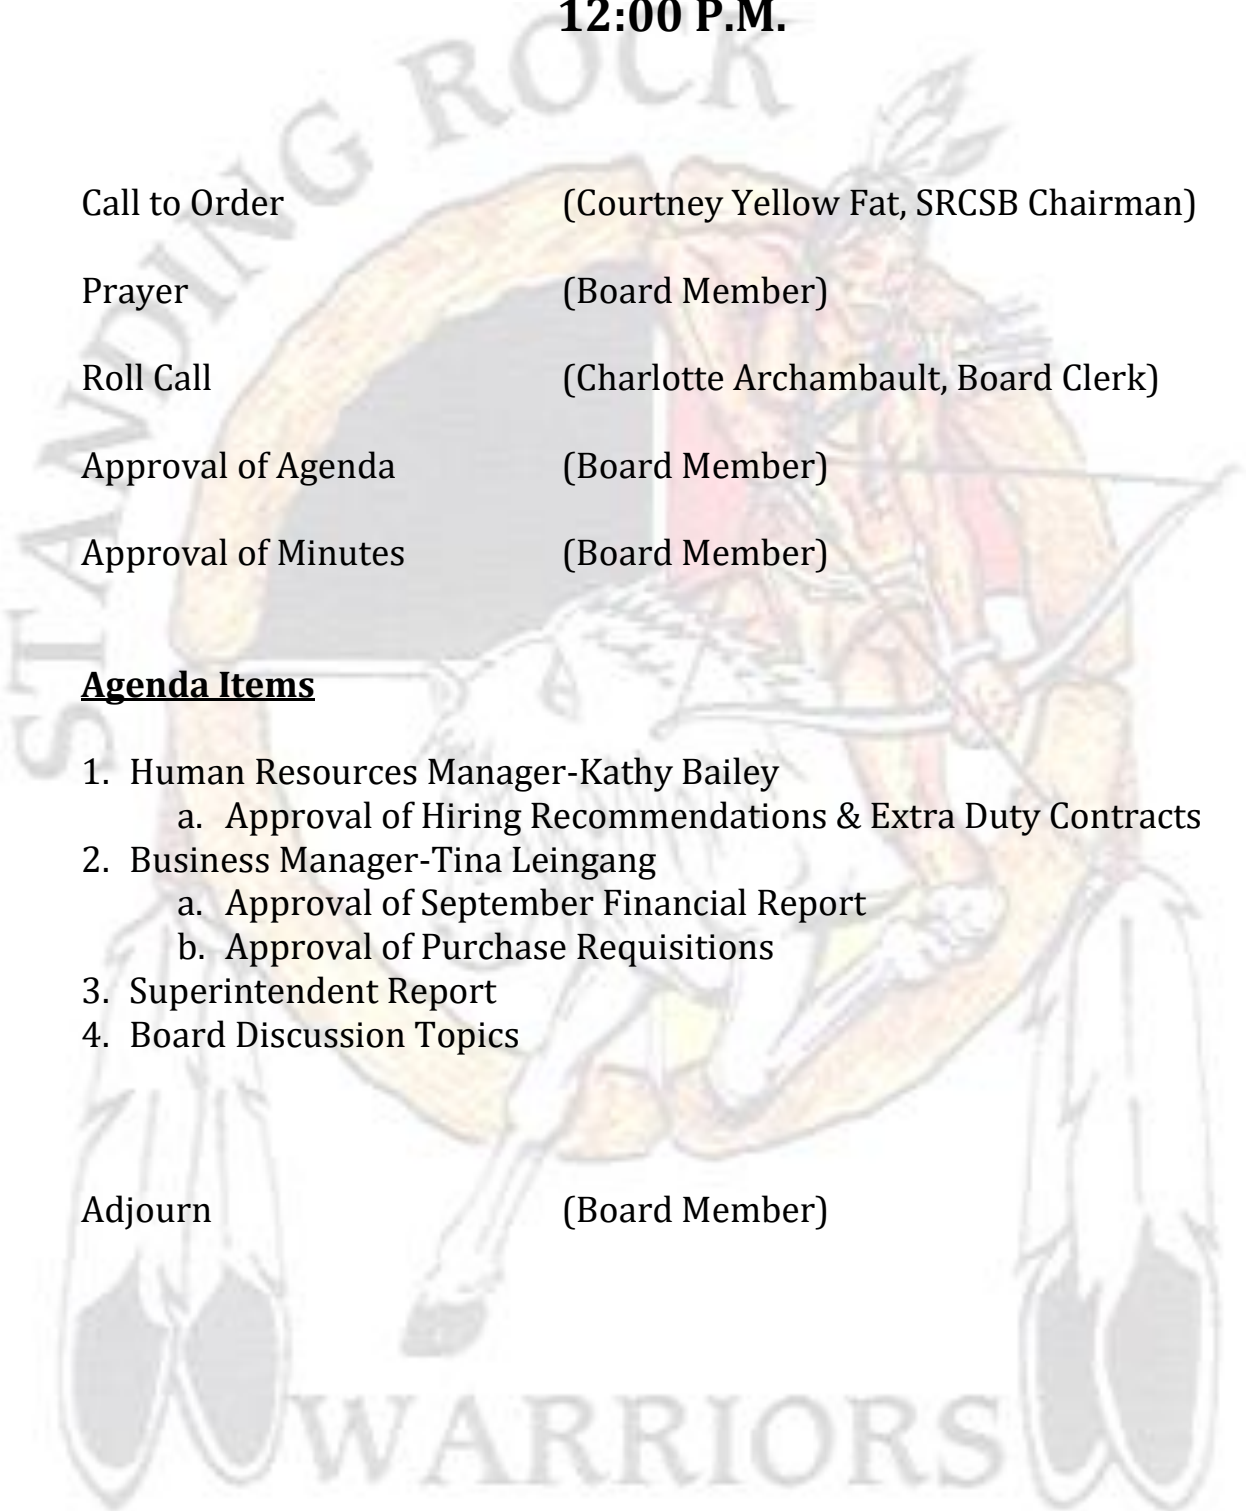 12:00 P.M.
STANDING ROCK
Call to Order (Courtney Yellow Fat, SRCSB Chairman)
Prayer (Board Member)
Roll Call (Charlotte Archambault, Board Clerk)
Approval of Agenda (Board Member)
Approval of Minutes (Board Member)
Agenda Items
1. Human Resources Manager-Kathy Bailey
a. Approval of Hiring Recommendations & Extra Duty Contracts
2. Business Manager-Tina Leingang
a. Approval of September Financial Report
b. Approval of Purchase Requisitions
3. Superintendent Report
4. Board Discussion Topics
Adjourn (Board Member)
WARRIORS